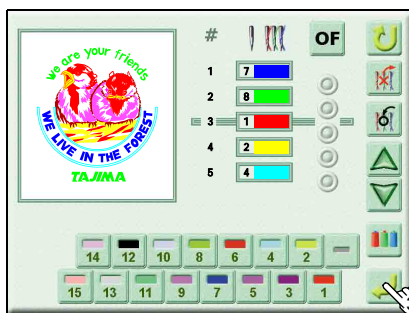 # OF
we are your friends
WE LIVE IN THE FOREST
TAJIMA
1 7
2 8
3 1
4 2
5 4
14 12 10 8 6 4 2
15 13 11 9 7 5 3 1